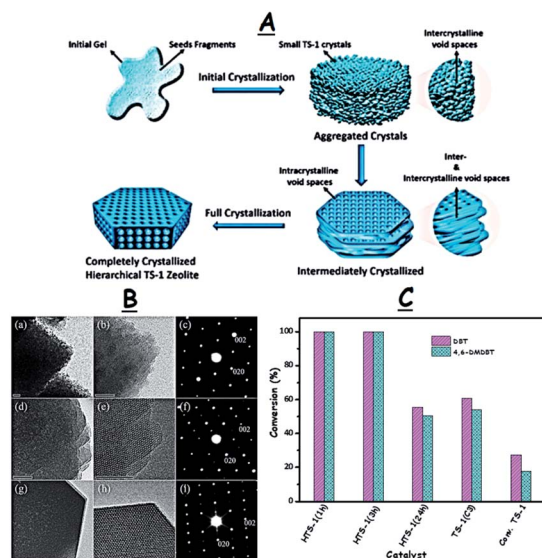 A
Initial Gel
Seeds Fragments
Initial Crystallization
Small TS-1 crystals
Intercrystalline
void spaces
Aggregated Crystals
Intracrystalline
void spaces
Inter-
&
Intercrystalline void spaces
Full Crystallization
Completely Crystallized
Hierarchical TS-1 Zeolite
Intermediately Crystallized
B
(a)
(b)
(c)
002
020
(d)
(e)
(f)
002
020
(g)
(h)
(i)
002
020
C
Conversion (%)
100
80
60
40
20
0
DBT
4,6-DMDBT
HTS-1(1h)
HTS-1(3h)
HTS-1(24h)
TS-1(C3)
Conv. TS-1
Catalyst